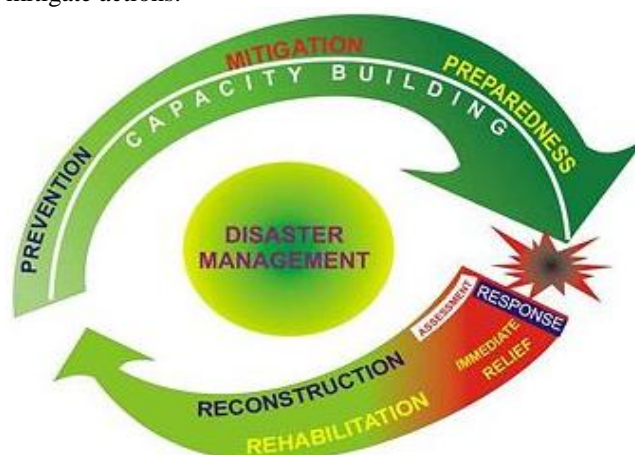 mitigate actions.
MITIGATION
CAPACITY BUILDING
PREPAREDNESS
PREVENTION
DISASTER
MANAGEMENT
RESPONSE
ASSESSMENT
IMMEDIATE
RELIEF
RECONSTRUCTION
REHABILITATION